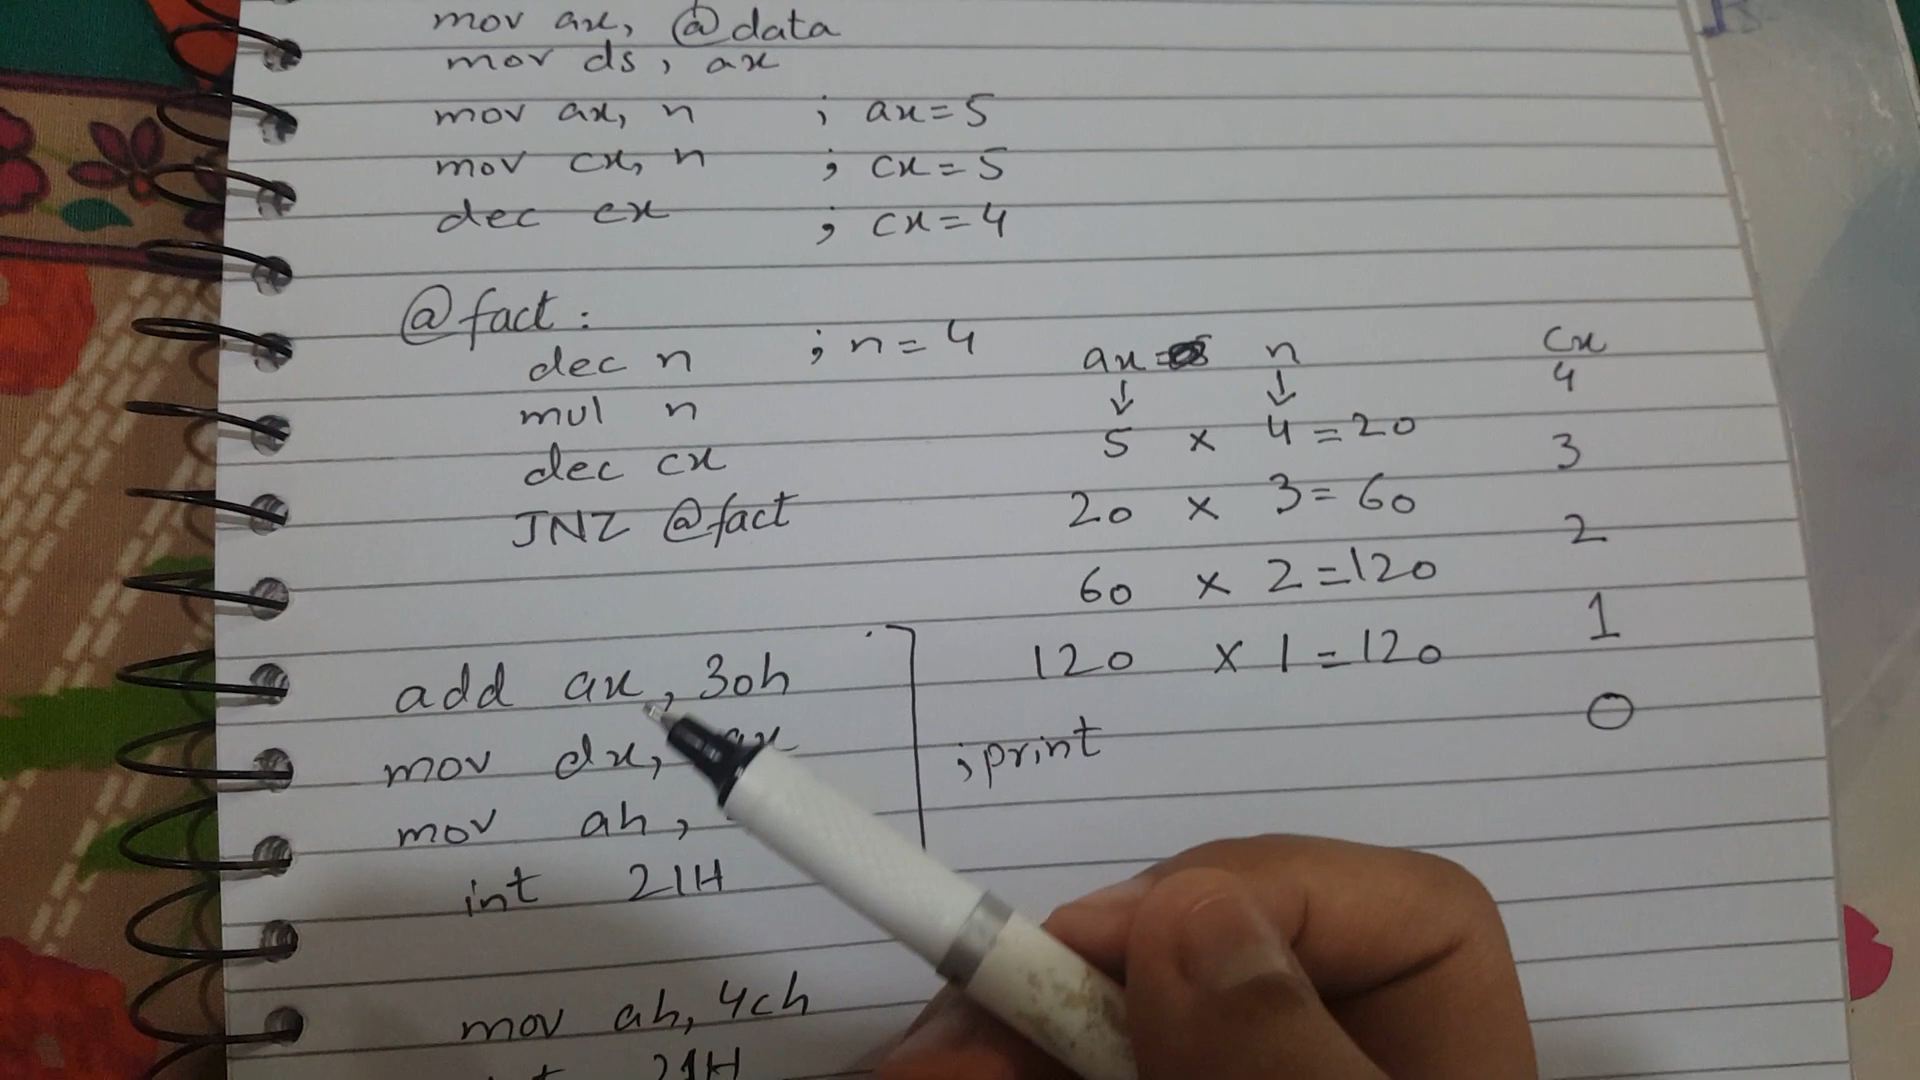 mov ax, @data
mov ds, ax
mov ax, n ; ax=5
mov cx, n ; cx=5
dec cx ; cx=4
@fact:
dec n ; n=4
mul n
dec cx
JNZ @fact
ax= n cx
↓ ↓ 4
5 x 4=20 3
20 x 3=60 2
60 x 2=120 1
120 x 1=120 0
add ax, 30h
mov dx, ax
mov ah,
int 21H
;print
mov ah, 4ch
21H